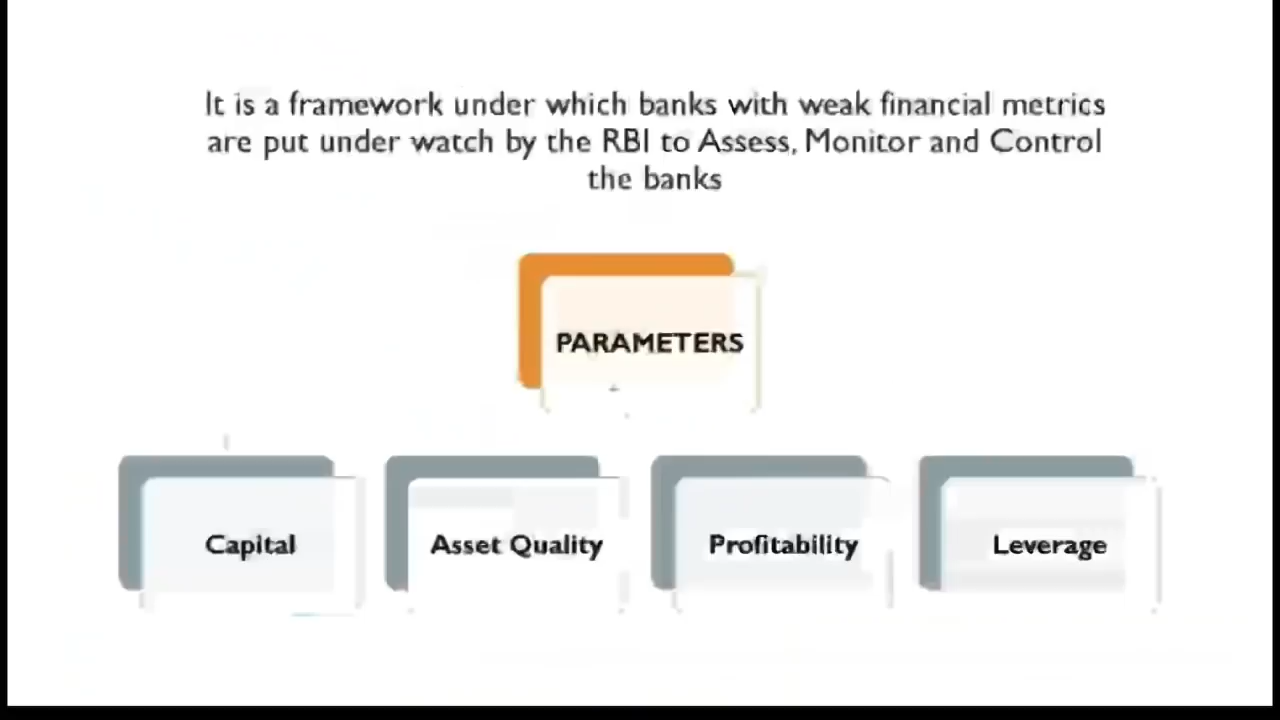 It is a framework under which banks with weak financial metrics
are put under watch by the RBI to Assess, Monitor and Control
the banks
PARAMETERS
Capital
Asset Quality
Profitability
Leverage